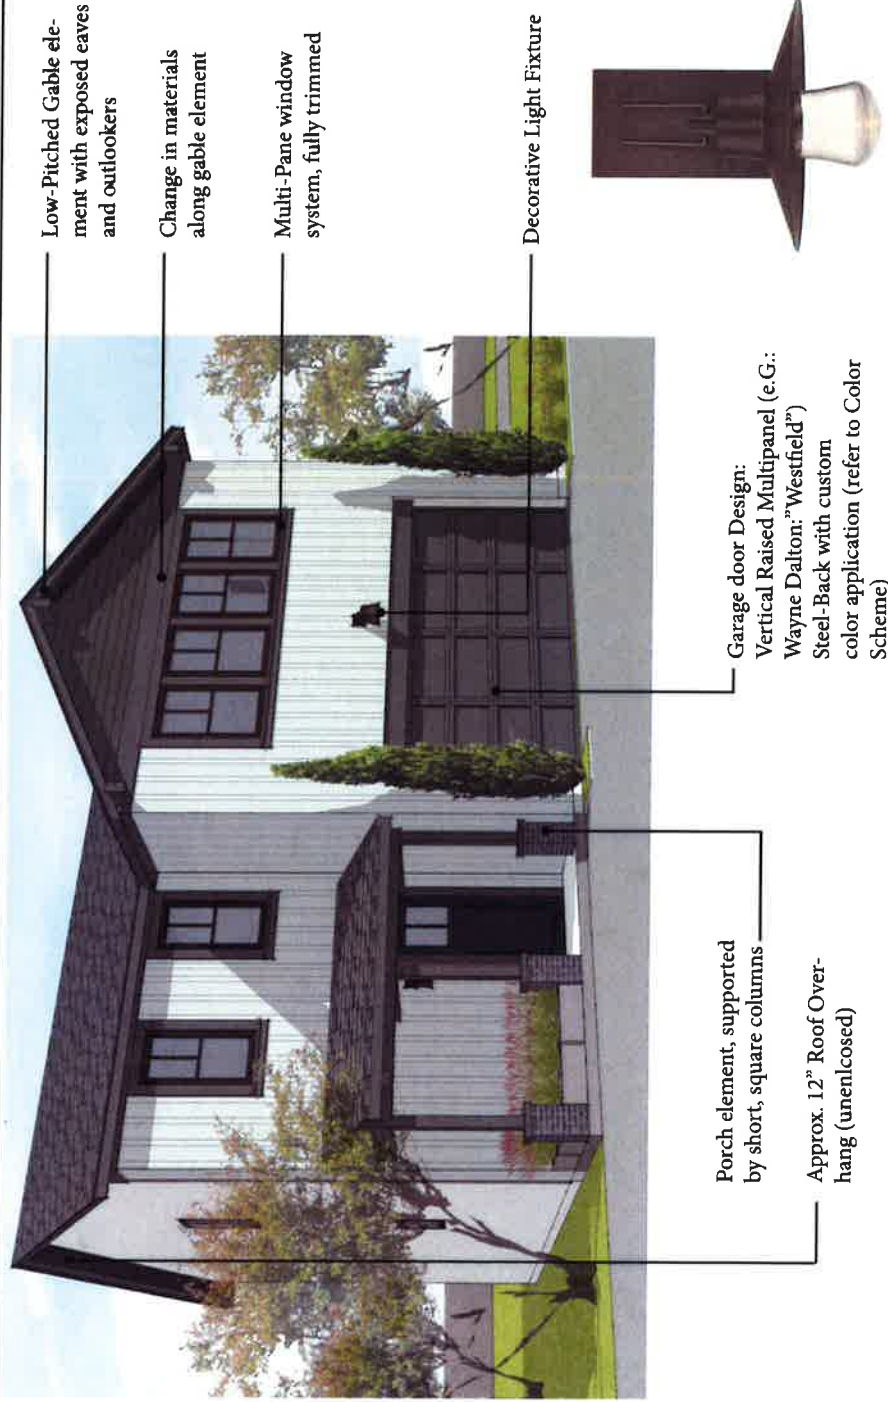 Low-Pitched Gable ele-
ment with exposed eaves
and outlookers
Change in materials
along gable element
Multi-Pane window
system, fully trimmed
Decorative Light Fixture
Garage door Design:
Vertical Raised Multipanel (e.G.:
Wayne Dalton:"Westfield")
Steel-Back with custom
color application (refer to Color
Scheme)
Porch element, supported
by short, square columns
Approx. 12" Roof Over-
hang (unenlcosed)